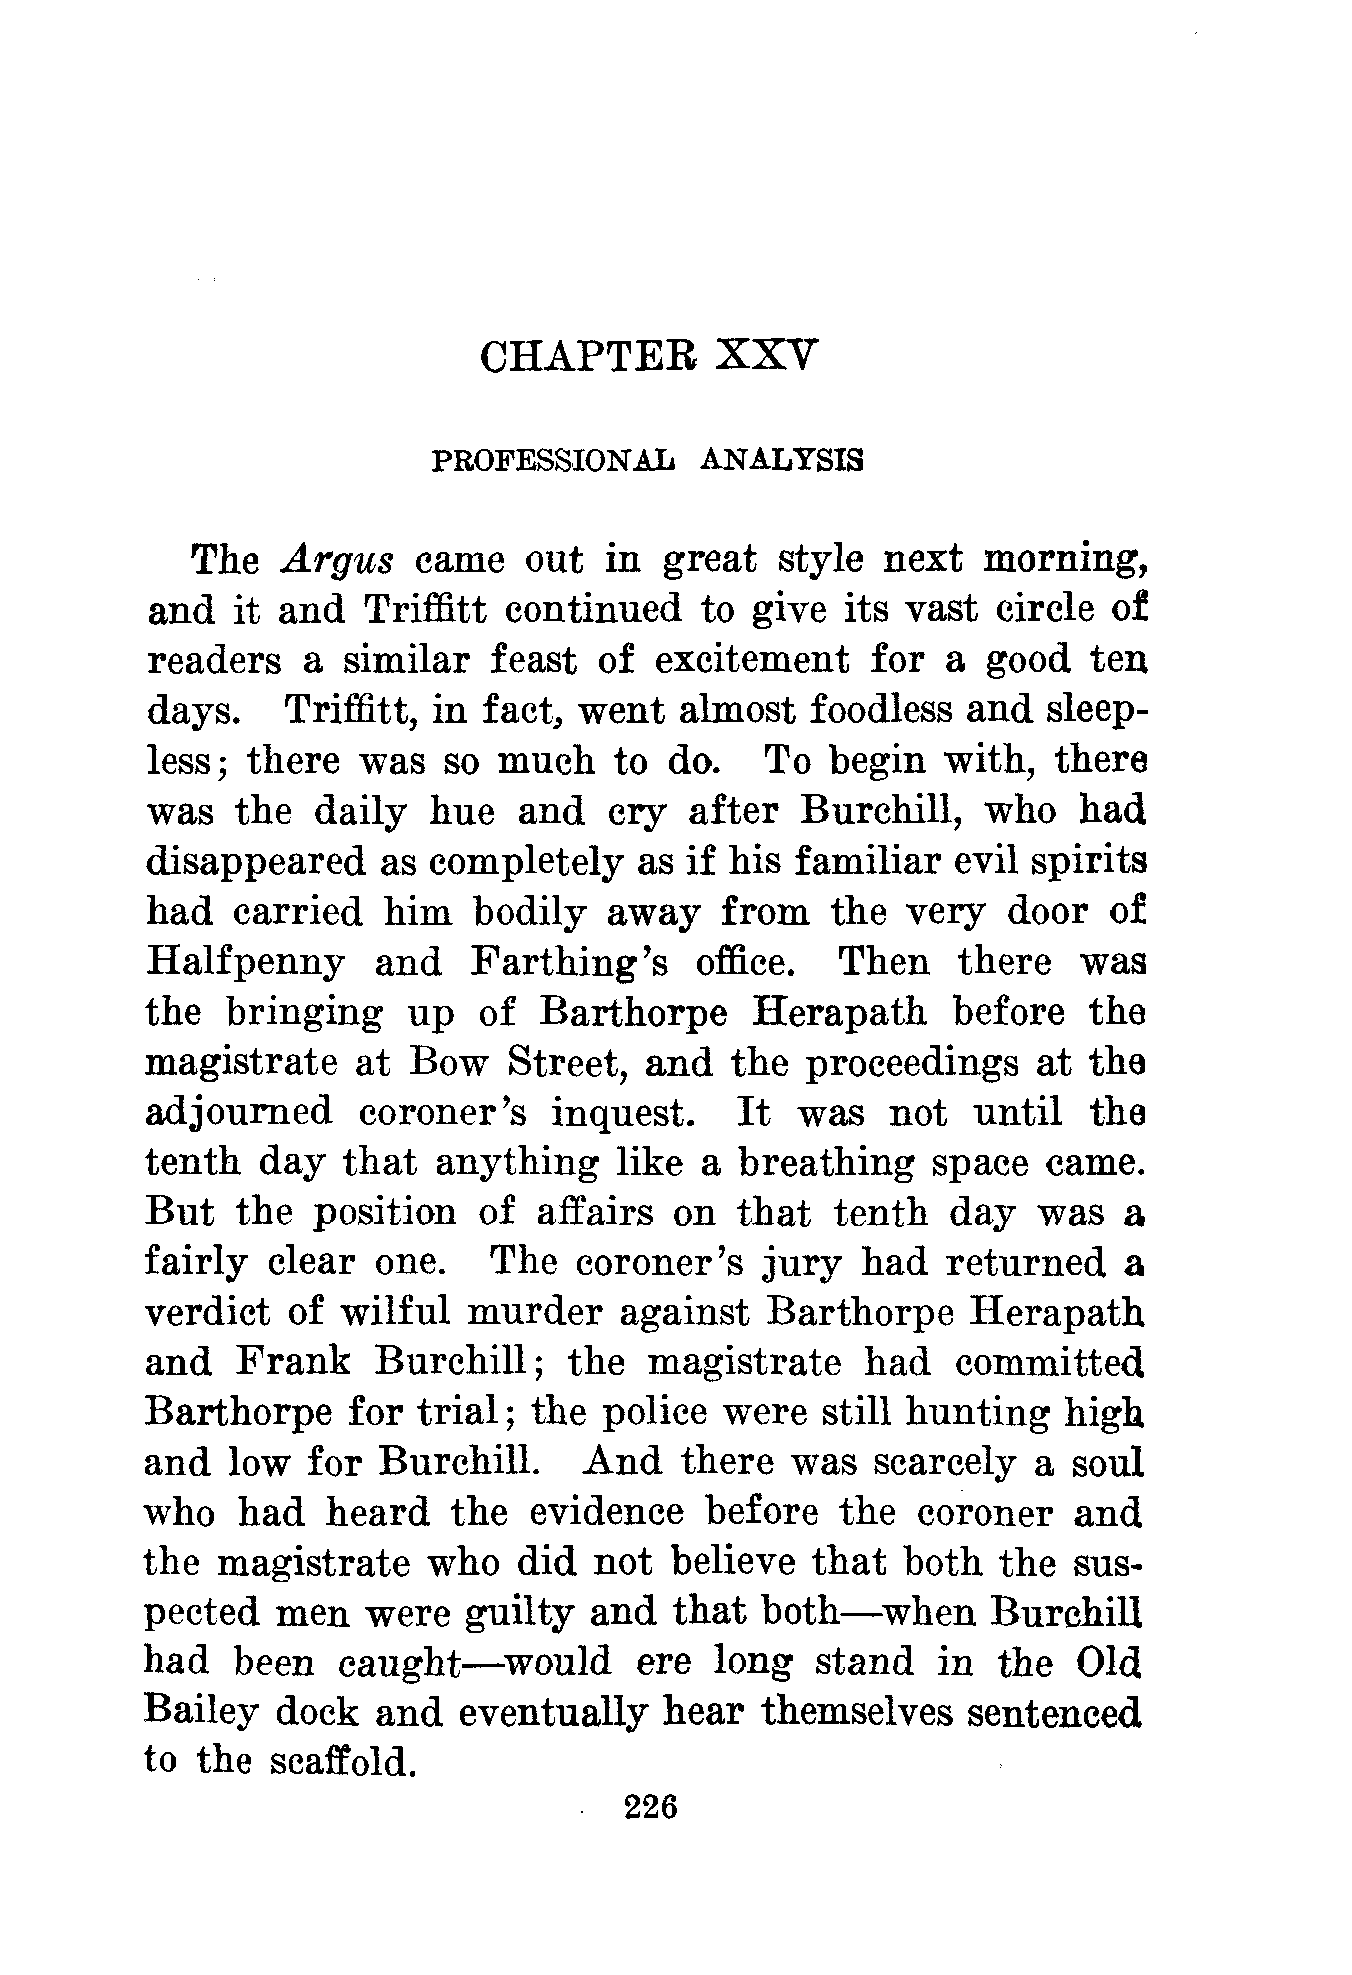 CHAPTER XXV
PROFESSIONAL ANALYSIS
The Argus came out in great style next morning,
and it and Triffitt continued to give its vast circle of
readers a similar feast of excitement for a good ten
days. Triffitt, in fact, went almost foodless and sleep-
less; there was so much to do. To begin with, there
was the daily hue and cry after Burchill, who had
disappeared as completely as if his familiar evil spirits
had carried him bodily away from the very door of
Halfpenny and Farthing's office. Then there was
the bringing up of Barthorpe Herapath before the
magistrate at Bow Street, and the proceedings at the
adjourned coroner's inquest. It was not until the
tenth day that anything like a breathing space came.
But the position of affairs on that tenth day was a
fairly clear one. The coroner's jury had returned a
verdict of wilful murder against Barthorpe Herapath
and Frank Burchill; the magistrate had committed
Barthorpe for trial; the police were still hunting high
and low for Burchill. And there was scarcely a soul
who had heard the evidence before the coroner and
the magistrate who did not believe that both the sus-
pected men were guilty and that both—when Burchill
had been caught—would ere long stand in the Old
Bailey dock and eventually hear themselves sentenced
to the scaffold.
226